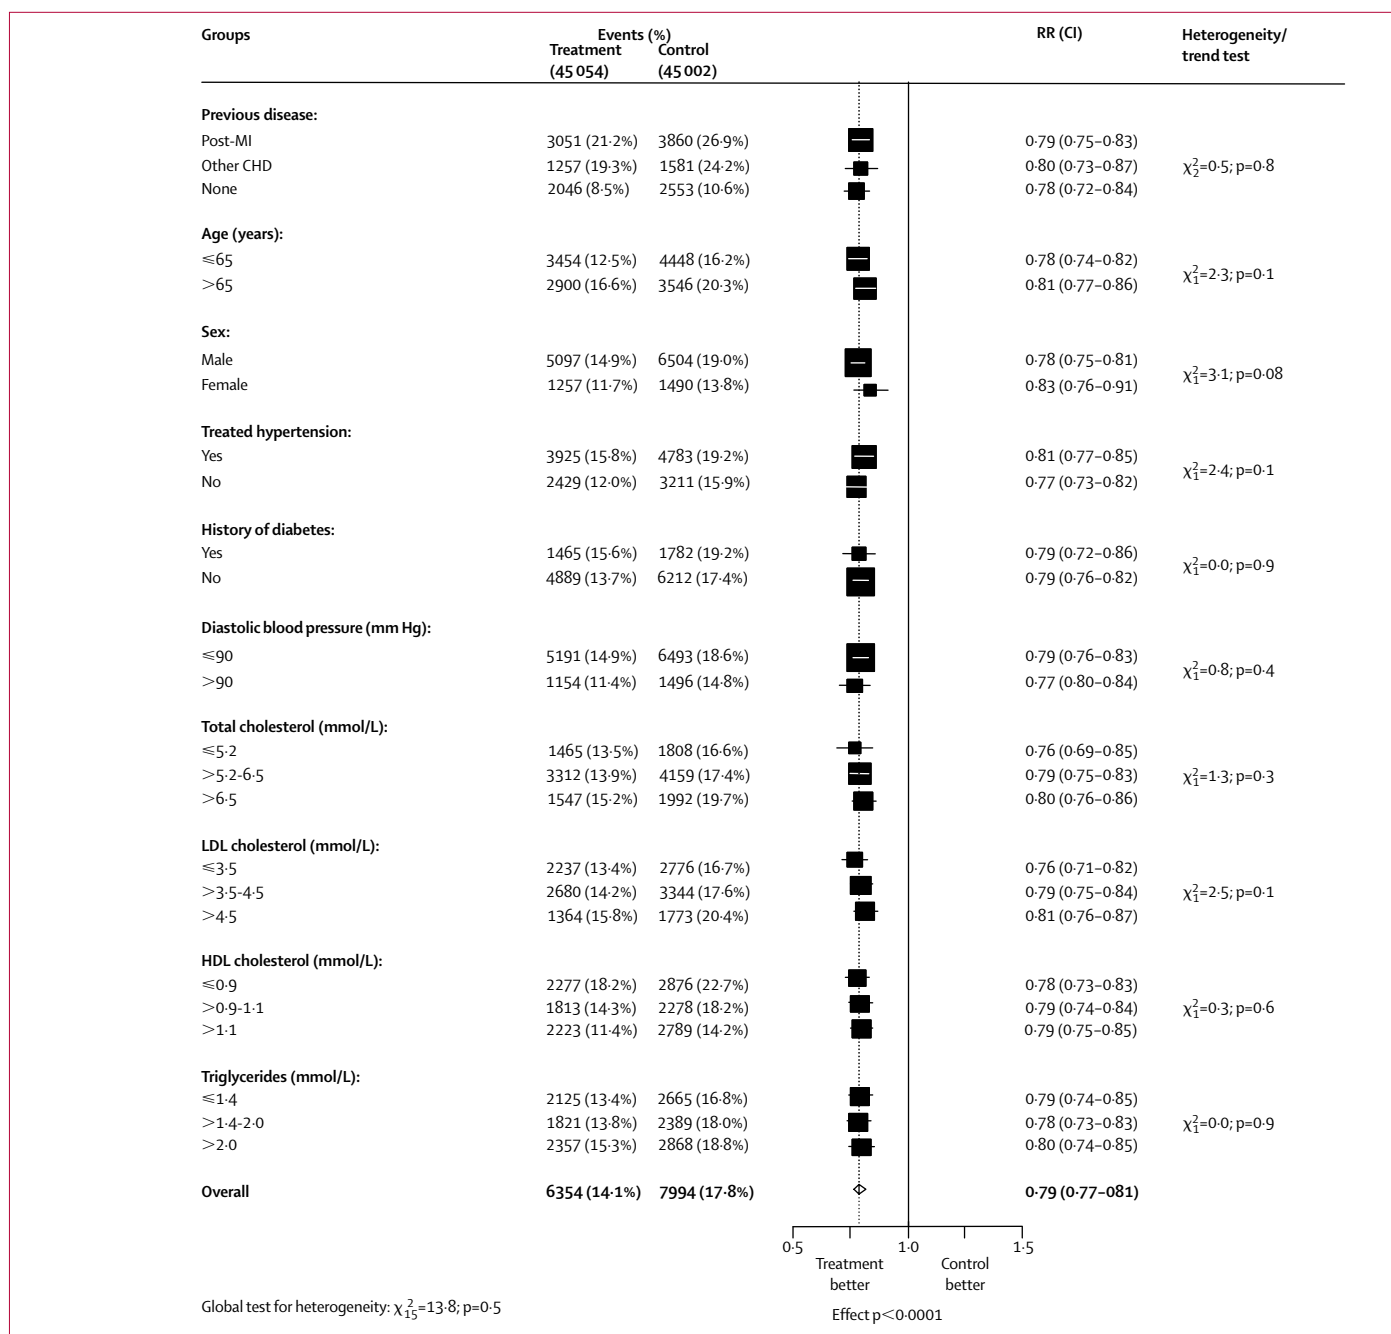 Groups Events (%) RR (CI) Heterogeneity/
Treatment Control trend test
(45 054) (45 002)
Previous disease:
Post-MI 3051 (21·2%) 3860 (26·9%) 0·79 (0·75–0·83)
Other CHD 1257 (19·3%) 1581 (24·2%) 0·80 (0·73–0·87) χ²₂=0·5; p=0·8
None 2046 (8·5%) 2553 (10·6%) 0·78 (0·72–0·84)
Age (years):
≤65 3454 (12·5%) 4448 (16·2%) 0·78 (0·74–0·82)
χ²₁=2·3; p=0·1
>65 2900 (16·6%) 3546 (20·3%) 0·81 (0·77–0·86)
Sex:
Male 5097 (14·9%) 6504 (19·0%) 0·78 (0·75–0·81)
χ²₁=3·1; p=0·08
Female 1257 (11·7%) 1490 (13·8%) 0·83 (0·76–0·91)
Treated hypertension:
Yes 3925 (15·8%) 4783 (19·2%) 0·81 (0·77–0·85)
χ²₁=2·4; p=0·1
No 2429 (12·0%) 3211 (15·9%) 0·77 (0·73–0·82)
History of diabetes:
Yes 1465 (15·6%) 1782 (19·2%) 0·79 (0·72–0·86)
χ²₁=0·0; p=0·9
No 4889 (13·7%) 6212 (17·4%) 0·79 (0·76–0·82)
Diastolic blood pressure (mm Hg):
≤90 5191 (14·9%) 6493 (18·6%) 0·79 (0·76–0·83)
χ²₁=0·8; p=0·4
>90 1154 (11·4%) 1496 (14·8%) 0·77 (0·80–0·84)
Total cholesterol (mmol/L):
≤5·2 1465 (13·5%) 1808 (16·6%) 0·76 (0·69–0·85)
>5·2-6·5 3312 (13·9%) 4159 (17·4%) 0·79 (0·75–0·83) χ²₁=1·3; p=0·3
>6·5 1547 (15·2%) 1992 (19·7%) 0·80 (0·76–0·86)
LDL cholesterol (mmol/L):
≤3·5 2237 (13·4%) 2776 (16·7%) 0·76 (0·71–0·82)
>3·5-4·5 2680 (14·2%) 3344 (17·6%) 0·79 (0·75–0·84) χ²₁=2·5; p=0·1
>4·5 1364 (15·8%) 1773 (20·4%) 0·81 (0·76–0·87)
HDL cholesterol (mmol/L):
≤0·9 2277 (18·2%) 2876 (22·7%) 0·78 (0·73–0·83)
>0·9-1·1 1813 (14·3%) 2278 (18·2%) 0·79 (0·74–0·84) χ²₁=0·3; p=0·6
>1·1 2223 (11·4%) 2789 (14·2%) 0·79 (0·75–0·85)
Triglycerides (mmol/L):
≤1·4 2125 (13·4%) 2665 (16·8%) 0·79 (0·74–0·85)
>1·4-2·0 1821 (13·8%) 2389 (18·0%) 0·78 (0·73–0·83) χ²₁=0·0; p=0·9
>2·0 2357 (15·3%) 2868 (18·8%) 0·80 (0·74–0·85)
Overall 6354 (14·1%) 7994 (17·8%) 0·79 (0·77–081)
0·5 1·0 1·5
Treatment Control
better better
Global test for heterogeneity: χ²₁₅=13·8; p=0·5
Effect p<0·0001